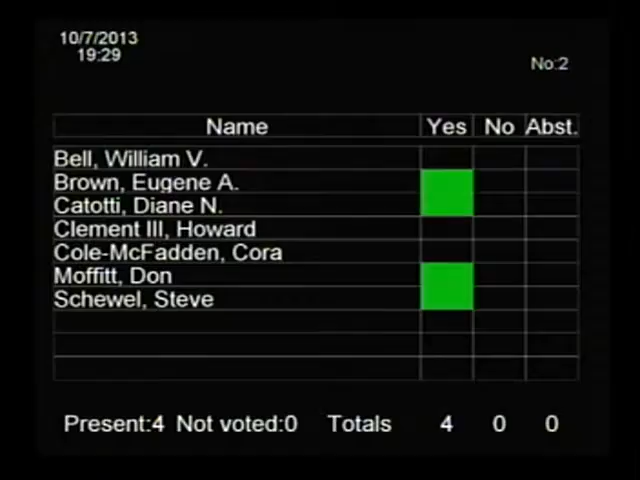 10/7/2013
19:29
No:2
Name Yes No Abst.
Bell, William V.
Brown, Eugene A.
Catotti, Diane N.
Clement III, Howard
Cole-McFadden, Cora
Moffitt, Don
Schewel, Steve
Present:4 Not voted:0 Totals 4 0 0